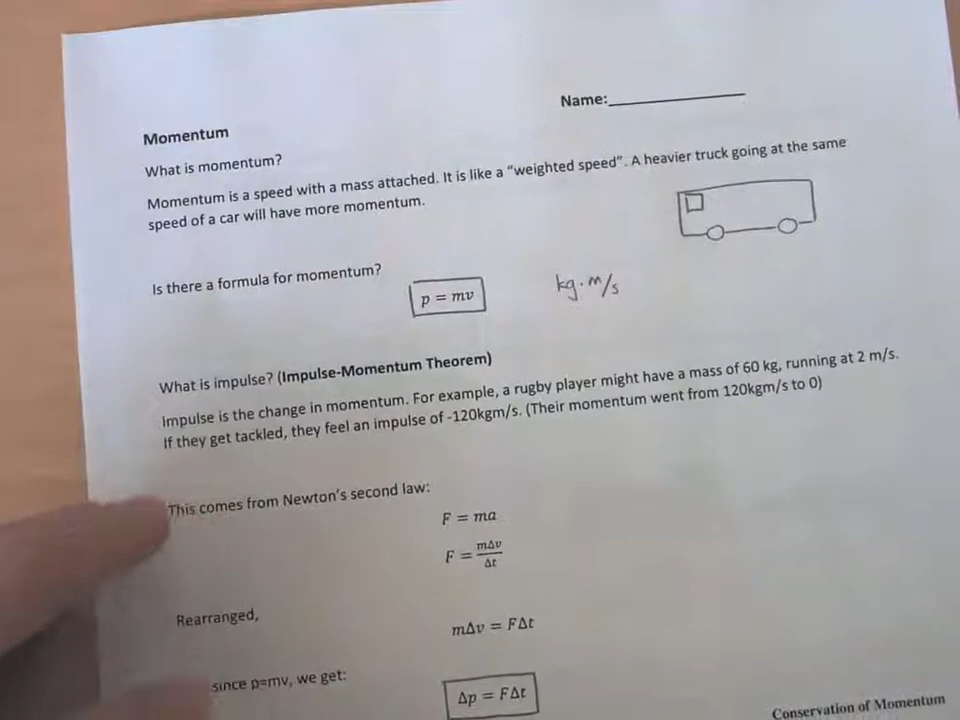 Name:
Momentum
What is momentum?
Momentum is a speed with a mass attached. It is like a “weighted speed”. A heavier truck going at the same
speed of a car will have more momentum.
Is there a formula for momentum?
p = mv
kg·m/s
What is impulse? (Impulse-Momentum Theorem)
Impulse is the change in momentum. For example, a rugby player might have a mass of 60 kg, running at 2 m/s.
If they get tackled, they feel an impulse of -120kgm/s. (Their momentum went from 120kgm/s to 0)
This comes from Newton’s second law:
F = ma
F = mΔv/Δt
Rearranged,
mΔv = FΔt
since p=mv, we get:
Δp = FΔt
Conservation of Momentum